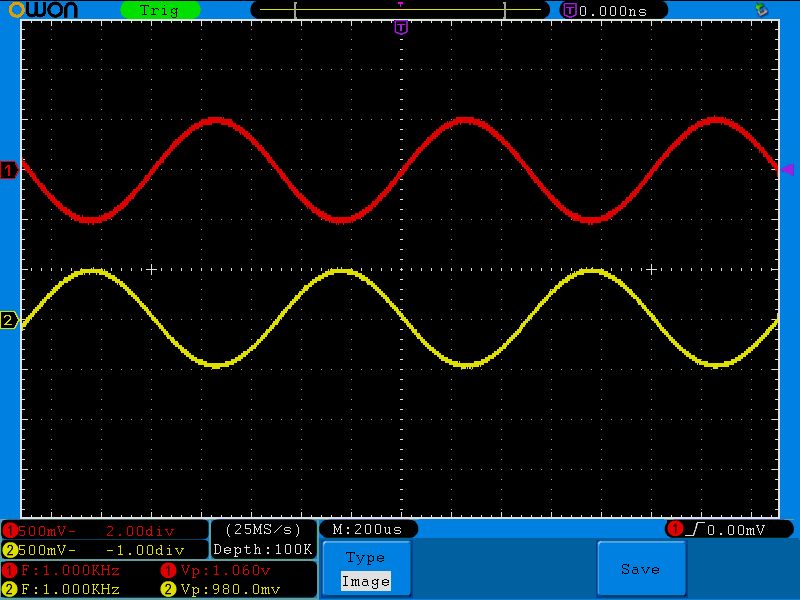 owon Trig T 0.000ns
T
1
2
1 500mV- 2.00div (25MS/s) M:200us 1 0.00mV
2 500mV- -1.00div Depth:100K
1 F:1.000KHz 1 Vp:1.060v Type Save
2 F:1.000KHz 2 Vp:980.0mv Image